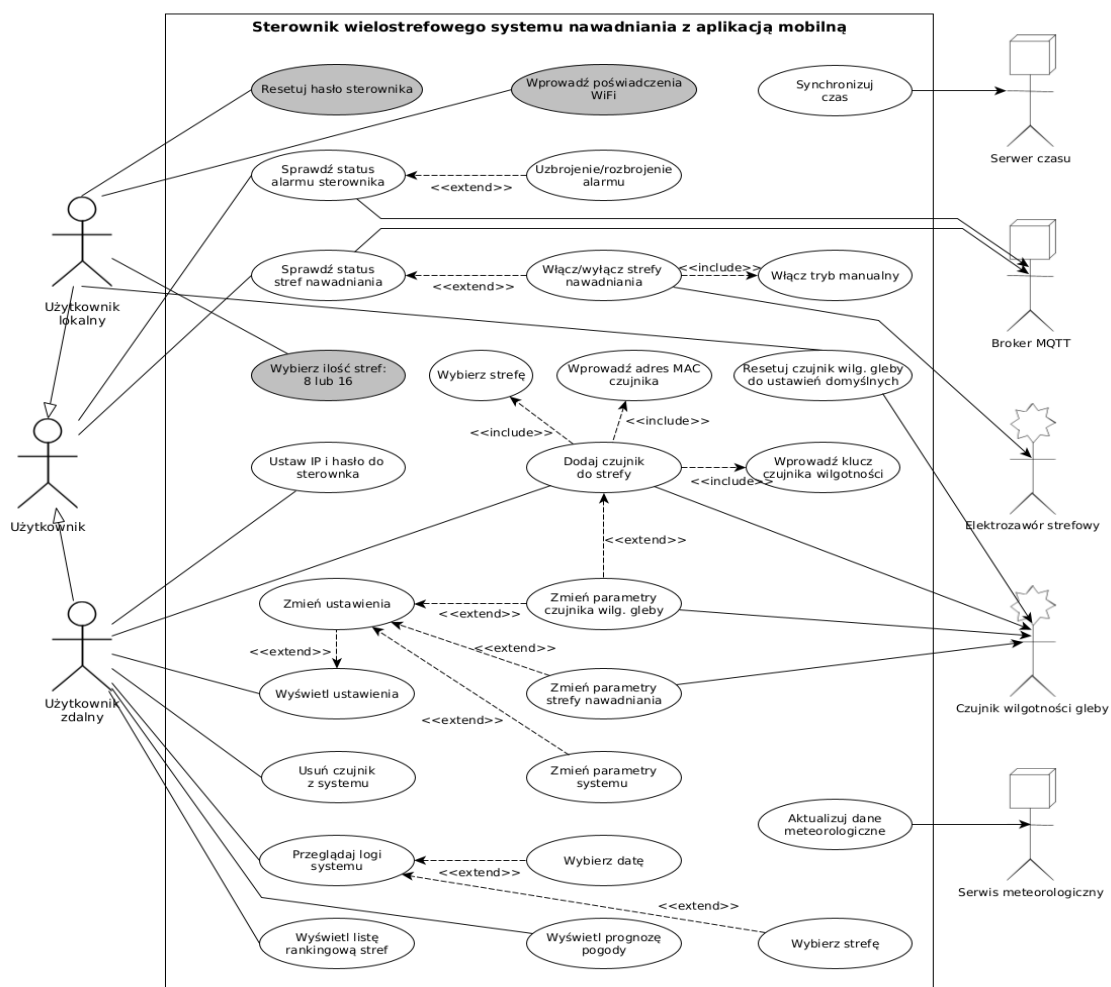 Sterownik wielostrefowego systemu nawadniania z aplikacją mobilną
Resetuj hasło sterownika
Wprowadź poświadczenia
WiFi
Synchronizuj
czas
Serwer czasu
Sprawdź status
alarmu sterownika
<<extend>>
Uzbrojenie/rozbrojenie
alarmu
Użytkownik
lokalny
Sprawdź status
stref nawadniania
<<extend>>
Włącz/wyłącz strefy
nawadniania
<<include>>
Włącz tryb manualny
Broker MQTT
Wybierz ilość stref:
8 lub 16
Wybierz strefę
Wprowadź adres MAC
czujnika
Resetuj czujnik wilg. gleby
do ustawień domyślnych
<<include>>
<<include>>
Użytkownik
Ustaw IP i hasło do
sterownka
Dodaj czujnik
do strefy
<<include>>
Wprowadź klucz
czujnika wilgotności
Elektrozawór strefowy
<<extend>>
Zmień ustawienia
<<extend>>
Zmień parametry
czujnika wilg. gleby
<<extend>>
<<extend>>
Użytkownik
zdalny
Wyświetl ustawienia
Zmień parametry
strefy nawadniania
Czujnik wilgotności gleby
<<extend>>
Usuń czujnik
z systemu
Zmień parametry
systemu
Aktualizuj dane
meteorologiczne
Serwis meteorologiczny
Przeglądaj logi
systemu
<<extend>>
Wybierz datę
<<extend>>
Wyświetl listę
rankingową stref
Wyświetl prognozę
pogody
Wybierz strefę